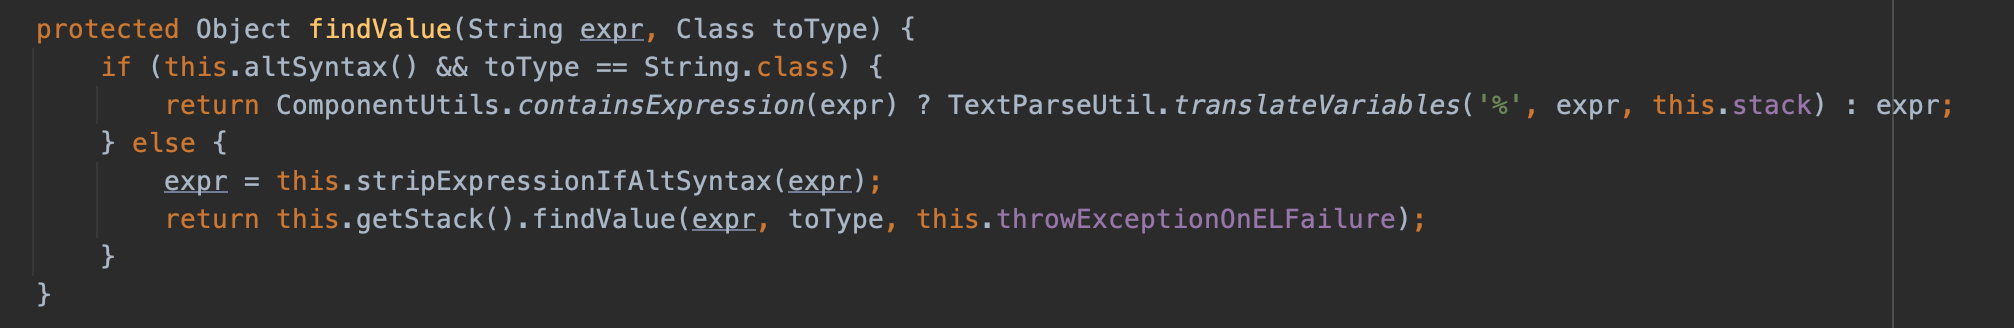 protected Object findValue(String expr, Class toType) {
if (this.altSyntax() && toType == String.class) {
return ComponentUtils.containsExpression(expr) ? TextParseUtil.translateVariables('%', expr, this.stack) : expr;
} else {
expr = this.stripExpressionIfAltSyntax(expr);
return this.getStack().findValue(expr, toType, this.throwExceptionOnELFailure);
}
}